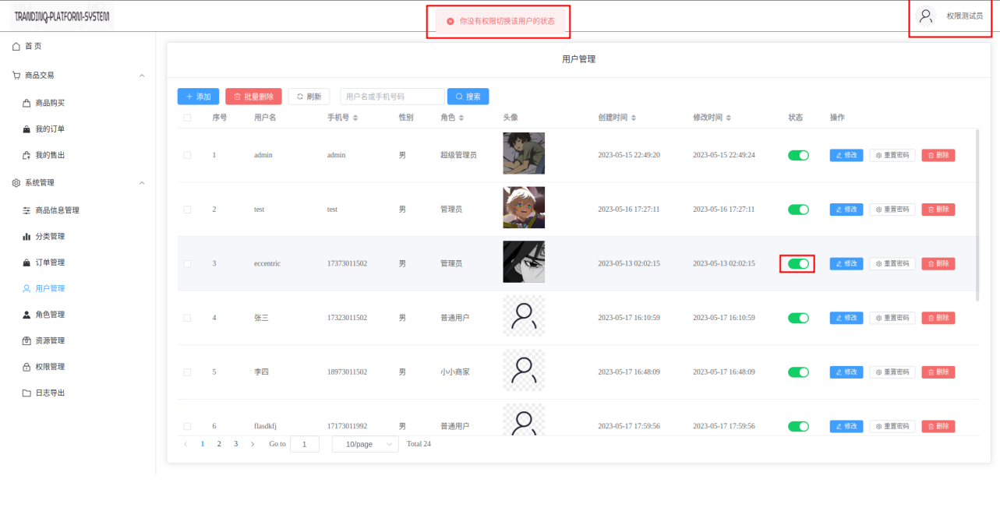 TRANDINQ-PLATFORM-SYSTEM
你没有权限切换该用户的状态
权限测试员
首页
商品交易
商品购买
我的订单
我的售出
系统管理
商品信息管理
分类管理
订单管理
用户管理
角色管理
资源管理
权限管理
日志导出
用户管理
添加 批量删除 刷新 用户名或手机号码 搜索
序号 用户名 手机号 性别 角色 头像 创建时间 修改时间 状态 操作
1 admin admin 男 超级管理员 2023-05-15 22:49:20 2023-05-15 22:49:24 修改 重置密码 删除
2 test test 男 管理员 2023-05-16 17:27:11 2023-05-16 17:27:11 修改 重置密码 删除
3 eccentric 17373011502 男 管理员 2023-05-13 02:02:15 2023-05-13 02:02:15 修改 重置密码 删除
4 张三 17323011502 男 普通用户 2023-05-17 16:10:59 2023-05-17 16:10:59 修改 重置密码 删除
5 李四 18973011502 男 小小商家 2023-05-17 16:48:09 2023-05-17 16:48:09 修改 重置密码 删除
6 flasdkfj 17173011992 男 普通用户 2023-05-17 17:59:56 2023-05-17 17:59:56 修改 重置密码 删除
1 2 3 Go to 1 10/page Total 24